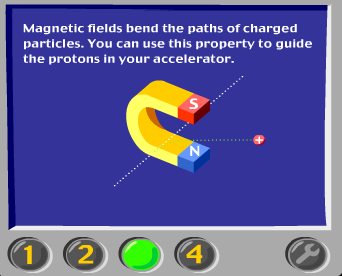 Magnetic fields bend the paths of charged
particles. You can use this property to guide
the protons in your accelerator.
S
+
N
1 2 4